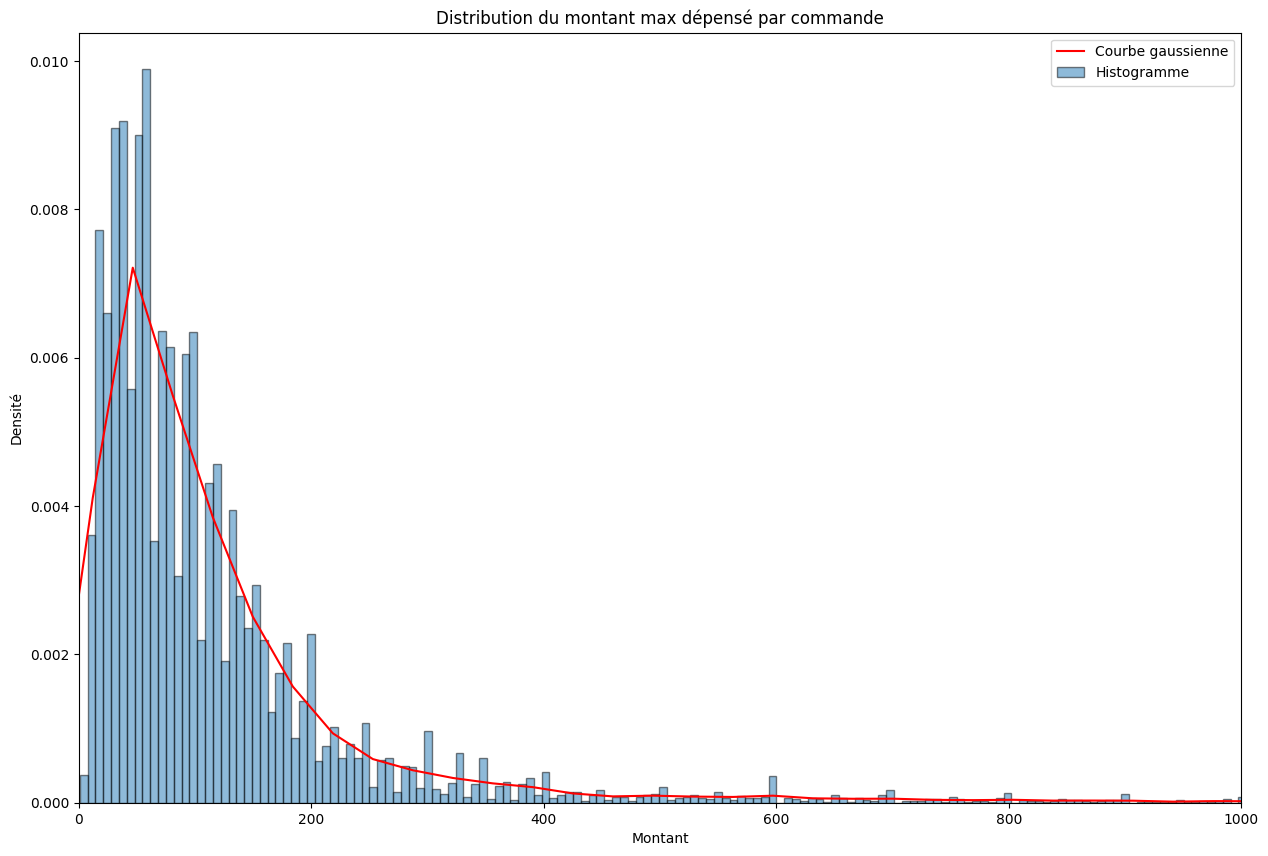 Distribution du montant max dépensé par commande
Courbe gaussienne
Histogramme
0.010
0.008
0.006
0.004
0.002
0.000
Densité
0
200
400
600
800
1000
Montant